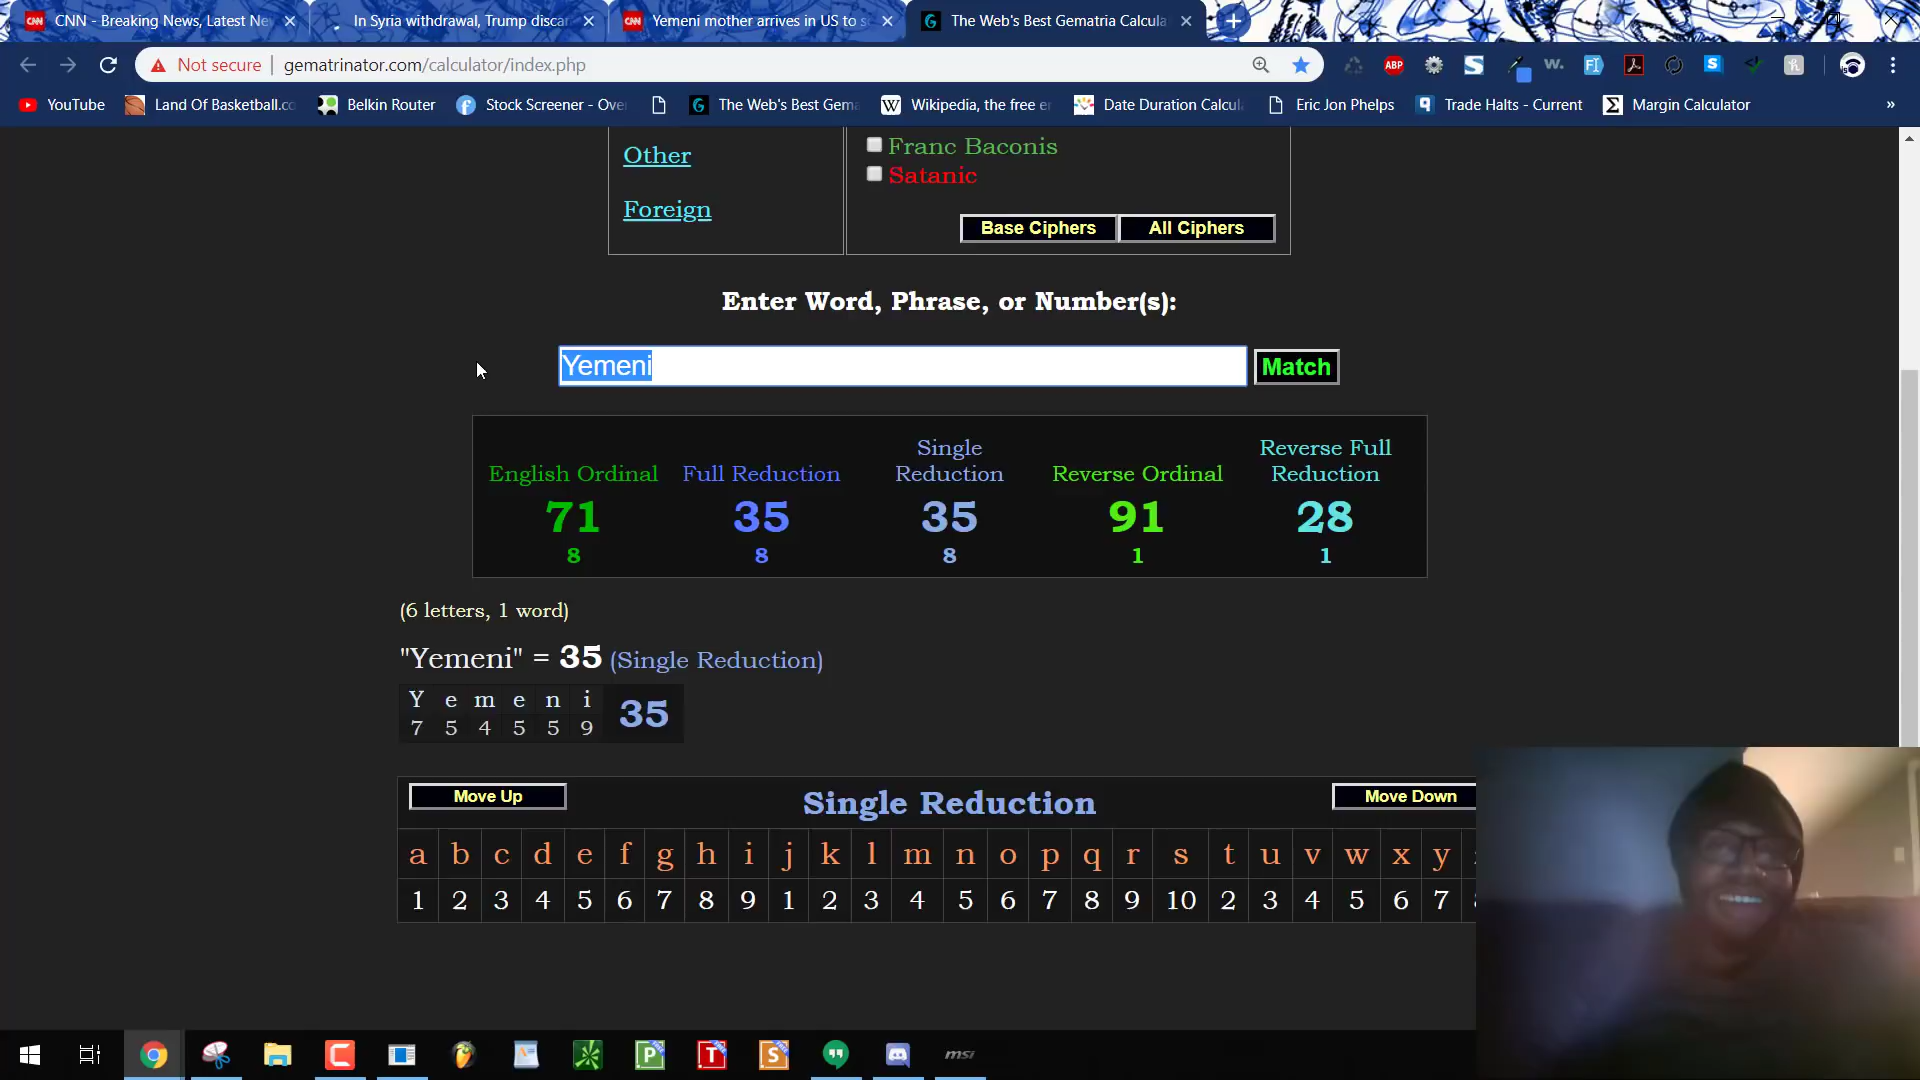 CNN - Breaking News, Latest Ne
In Syria withdrawal, Trump discar
CNN Yemeni mother arrives in US to s
G The Web's Best Gematria Calcula
Not secure | gematrinator.com/calculator/index.php
YouTube Land Of Basketball.co Belkin Router Stock Screener - Over The Web's Best Gema Wikipedia, the free e Date Duration Calcul Eric Jon Phelps Trade Halts - Current Margin Calculator »
Other
Foreign
Franc Baconis
Satanic
Base Ciphers All Ciphers
Enter Word, Phrase, or Number(s):
Yemeni
Match
English Ordinal Full Reduction Single Reduction Reverse Ordinal Reverse Full Reduction
71 35 35 91 28
8 8 8 1 1
(6 letters, 1 word)
"Yemeni" = 35 (Single Reduction)
Y e m e n i
7 5 4 5 5 9
35
Move Up
Single Reduction
Move Down
a b c d e f g h i j k l m n o p q r s t u v w x y
1 2 3 4 5 6 7 8 9 1 2 3 4 5 6 7 8 9 10 2 3 4 5 6 7
msi